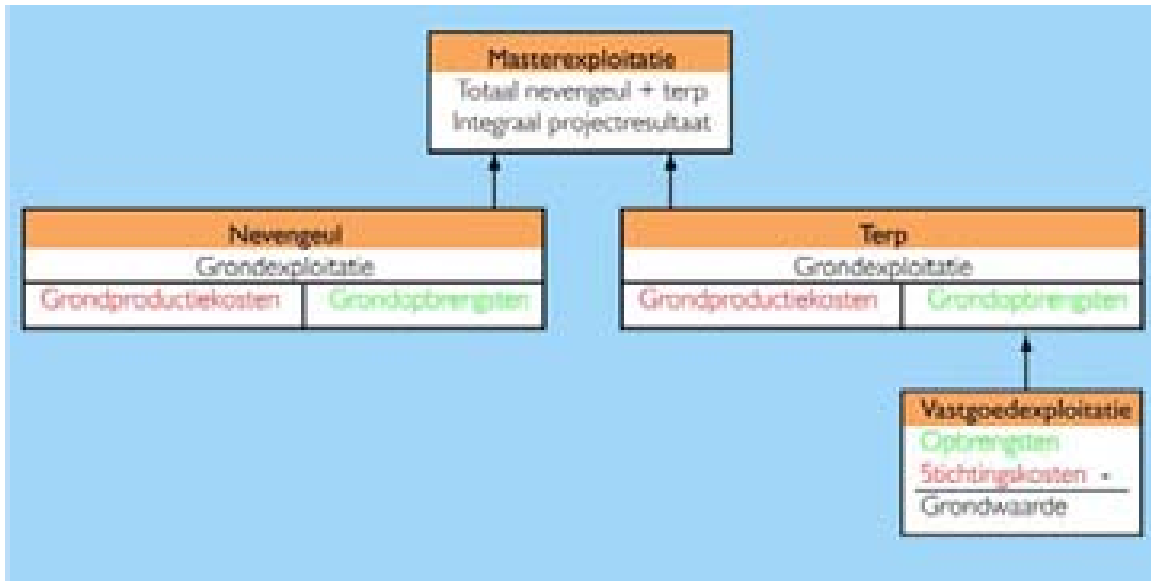 Masterexploitatie
Totaal nevengeul + terp
Integraal projectresultaat
Nevengeul
Grondexploitatie
Grondproductiekosten
Grondopbrengsten
Terp
Grondexploitatie
Grondproductiekosten
Grondopbrengsten
Vastgoedexploitatie
Opbrengsten
Stichtingskosten -
Grondwaarde